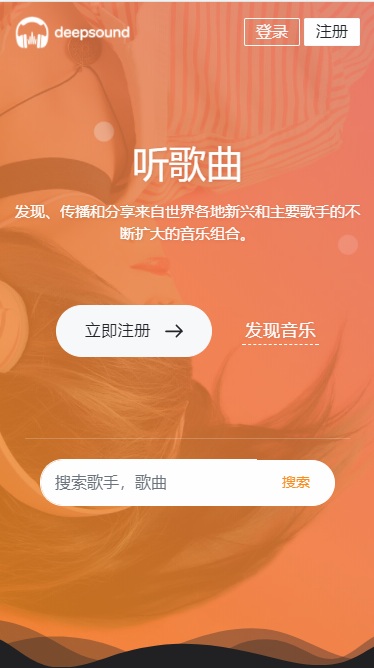 deepsound
登录 注册
听歌曲
发现、传播和分享来自世界各地新兴和主要歌手的不
断扩大的音乐组合。
立即注册 发现音乐
搜索歌手，歌曲 搜索